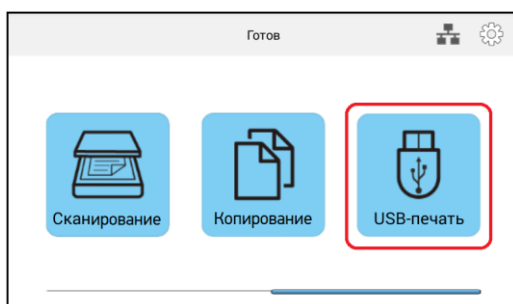 Готов
Сканирование
Копирование
USB-печать